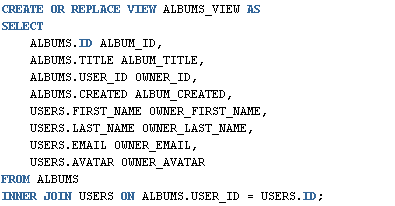 CREATE OR REPLACE VIEW ALBUMS_VIEW AS
SELECT
    ALBUMS.ID ALBUM_ID,
    ALBUMS.TITLE ALBUM_TITLE,
    ALBUMS.USER_ID OWNER_ID,
    ALBUMS.CREATED ALBUM_CREATED,
    USERS.FIRST_NAME OWNER_FIRST_NAME,
    USERS.LAST_NAME OWNER_LAST_NAME,
    USERS.EMAIL OWNER_EMAIL,
    USERS.AVATAR OWNER_AVATAR
FROM ALBUMS
INNER JOIN USERS ON ALBUMS.USER_ID = USERS.ID;